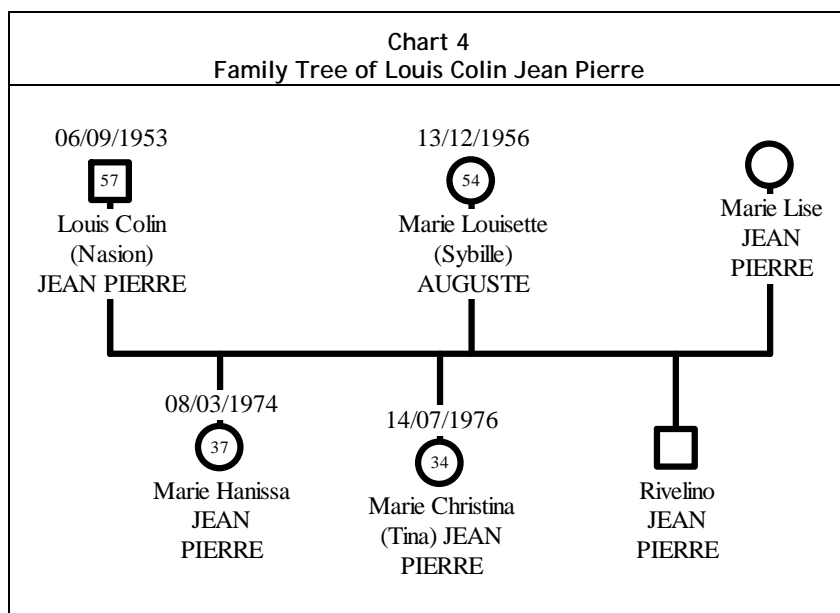 Chart 4
Family Tree of Louis Colin Jean Pierre
06/09/1953
57
Louis Colin
(Nasion)
JEAN PIERRE
13/12/1956
54
Marie Louisette
(Sybille)
AUGUSTE
Marie Lise
JEAN
PIERRE
08/03/1974
37
Marie Hanissa
JEAN
PIERRE
14/07/1976
34
Marie Christina
(Tina) JEAN
PIERRE
Rivelino
JEAN
PIERRE